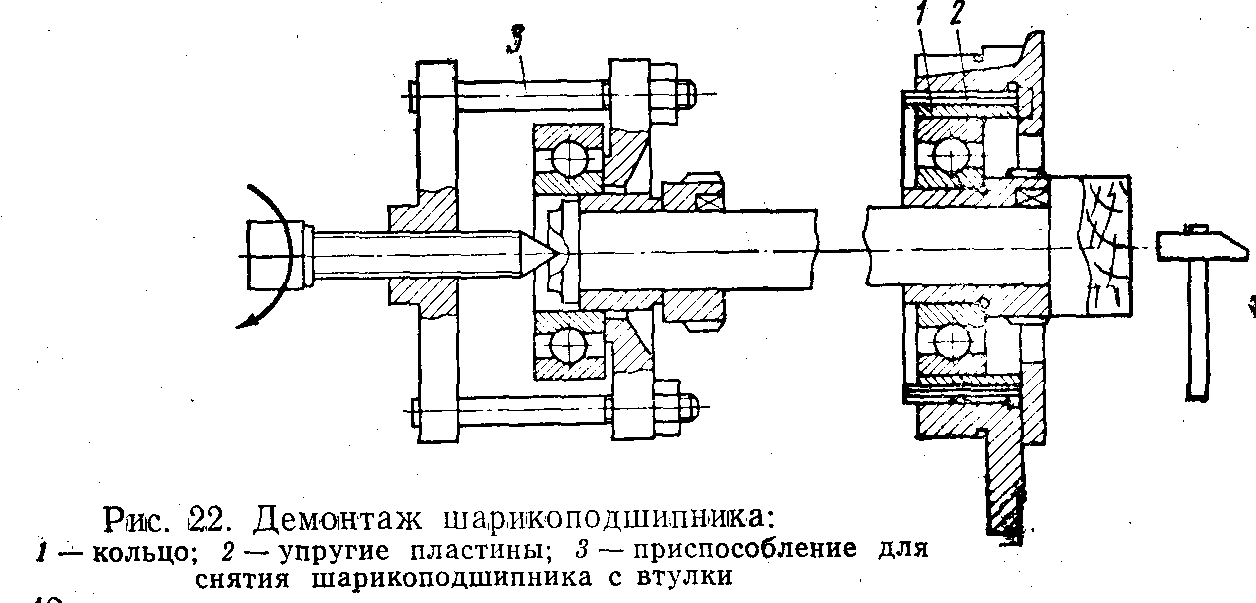 3
1 2
Рис. 22. Демонтаж шарикоподшипника:
1 — кольцо; 2 — упругие пластины; 3 — приспособление для
снятия шарикоподшипника с втулки